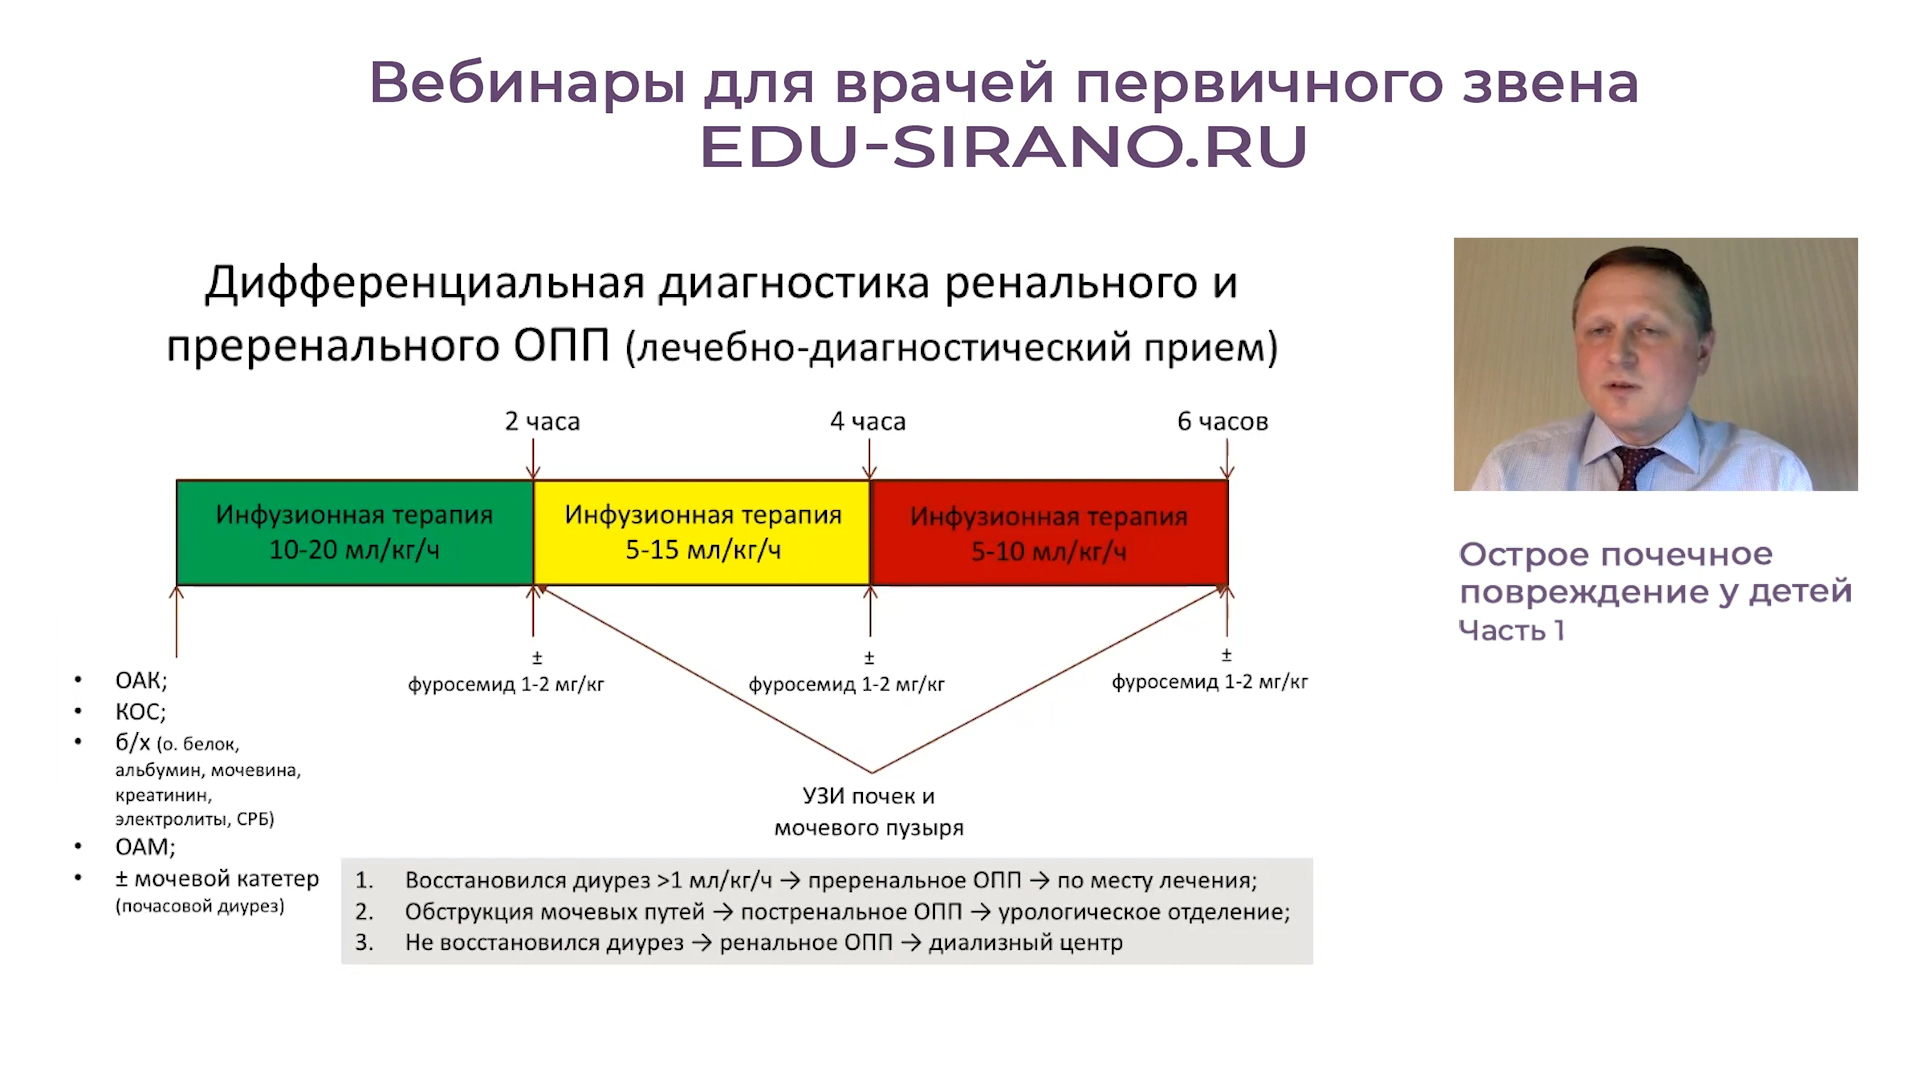 Вебинары для врачей первичного звена
EDU-SIRANO.RU
Дифференциальная диагностика ренального и
преренального ОПП (лечебно-диагностический прием)
2 часа
4 часа
6 часов
Инфузионная терапия
10-20 мл/кг/ч
Инфузионная терапия
5-15 мл/кг/ч
Инфузионная терапия
5-10 мл/кг/ч
±
фуросемид 1-2 мг/кг
±
фуросемид 1-2 мг/кг
±
фуросемид 1-2 мг/кг
• ОАК;
• КОС;
• б/х (о. белок,
альбумин, мочевина,
креатинин,
электролиты, СРБ)
• ОАМ;
• ± мочевой катетер
(почасовой диурез)
УЗИ почек и
мочевого пузыря
1. Восстановился диурез >1 мл/кг/ч → преренальное ОПП → по месту лечения;
2. Обструкция мочевых путей → постренальное ОПП → урологическое отделение;
3. Не восстановился диурез → ренальное ОПП → диализный центр
Острое почечное
повреждение у детей
Часть 1